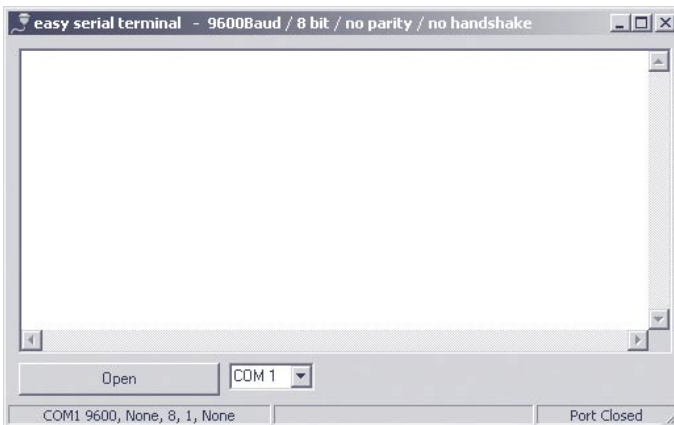 easy serial terminal - 9600Baud / 8 bit / no parity / no handshake
Open COM 1
COM1 9600, None, 8, 1, None Port Closed